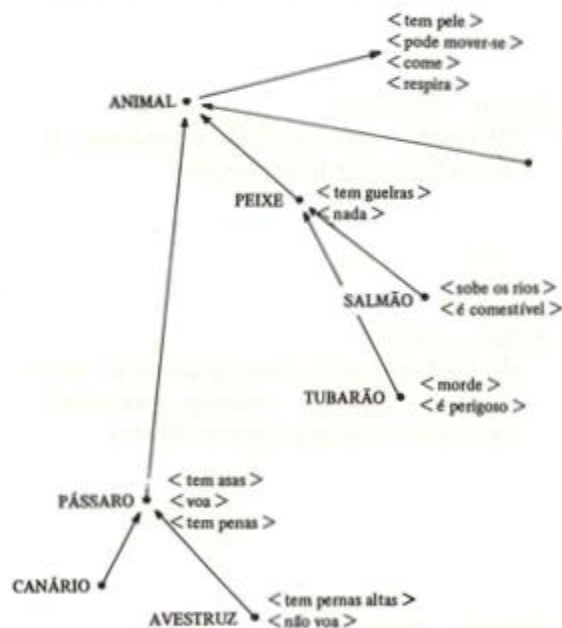 <tem pele>
<pode mover-se>
<come>
<respira>
ANIMAL
PEIXE
<tem guelras>
<nada>
SALMÃO
<sobe os rios>
<é comestível>
TUBARÃO
<morde>
<é perigoso>
PÁSSARO
<tem asas>
<voa>
<tem penas>
CANÁRIO
AVESTRUZ
<tem pernas altas>
<não voa>